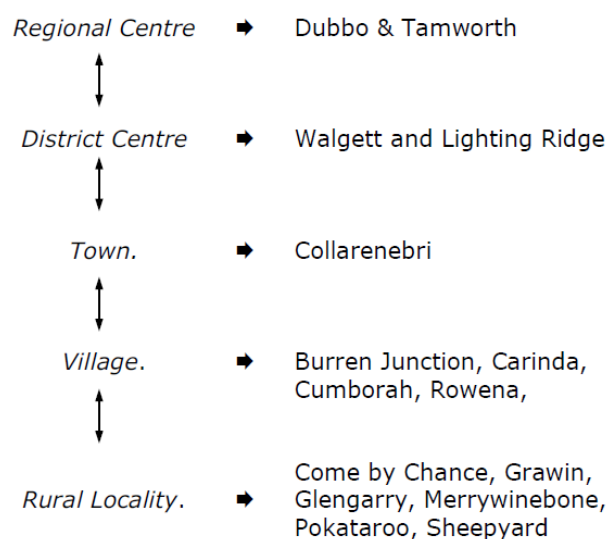 Regional Centre ➡ Dubbo & Tamworth
District Centre ➡ Walgett and Lighting Ridge
Town. ➡ Collarenebri
Village. ➡ Burren Junction, Carinda,
Cumborah, Rowena,
Come by Chance, Grawin,
Rural Locality. ➡ Glengarry, Merrywinebone,
Pokataroo, Sheepyard